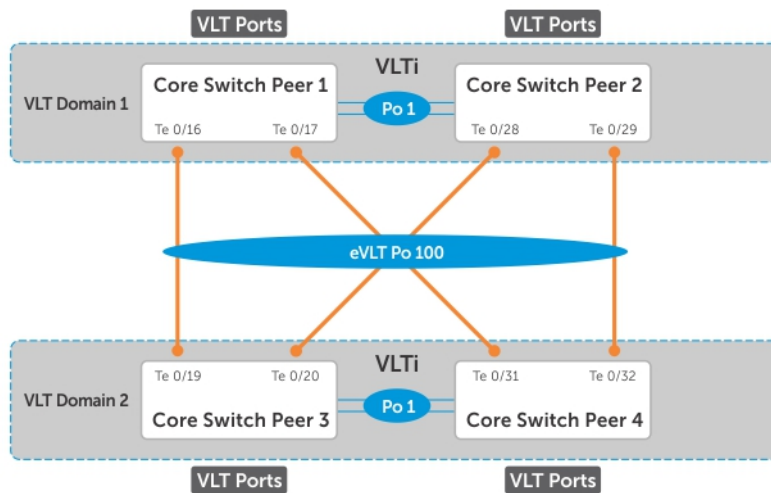 VLT Ports
VLT Ports
VLTi
Core Switch Peer 1
Core Switch Peer 2
VLT Domain 1
Po 1
Te 0/16
Te 0/17
Te 0/28
Te 0/29
eVLT Po 100
VLTi
Te 0/19
Te 0/20
Te 0/31
Te 0/32
VLT Domain 2
Po 1
Core Switch Peer 3
Core Switch Peer 4
VLT Ports
VLT Ports